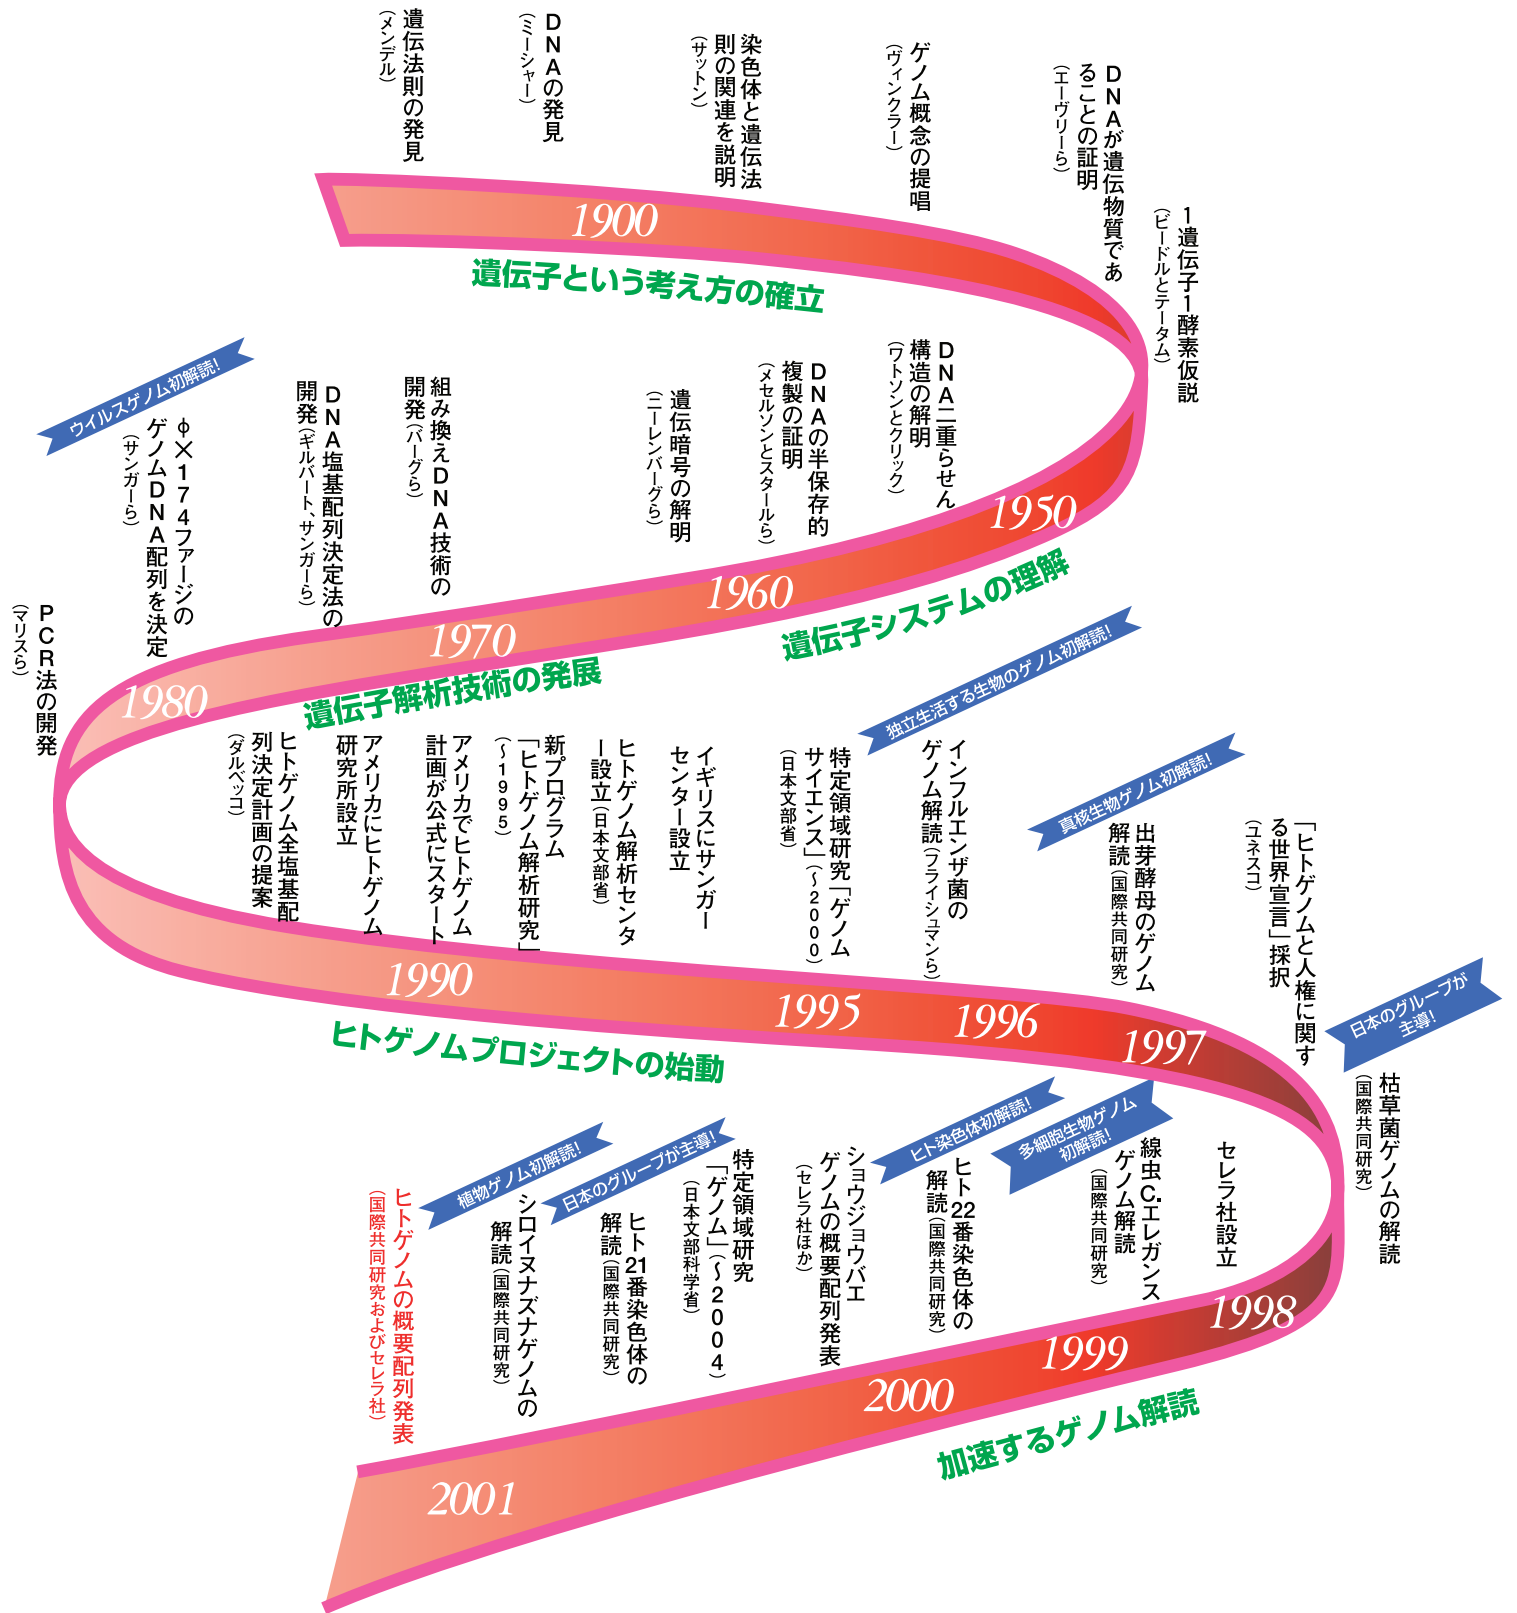 遺伝法則の発見
（メンデル）
DNAの発見
（ミーシャー）
染色体と遺伝法
則の関連を説明
（サットン）
ゲノム概念の提唱
（ヴィンクラー）
DNAが遺伝物質であ
ることの証明
（エーヴリーら）
1遺伝子1酵素仮説
（ビードルとテータム）
1900
遺伝子という考え方の確立
DNA二重らせん
構造の解明
（ワトソンとクリック）
DNAの半保存的
複製の証明
（メセルソンとスタールら）
遺伝暗号の解明
（ニーレンバーグら）
組み換えDNA技術の
開発（バーグら）
DNA塩基配列決定法の
開発（ギルバート、サンガーら）
ウイルスゲノム初解読！
φ×174ファージの
ゲノムDNA配列を決定
（サンガーら）
PCR法の開発
（マリスら）
1950
1960
1970
1980
遺伝子システムの理解
遺伝子解析技術の発展
ヒトゲノム全塩基配
列決定計画の提案
（ダルベッコ）
アメリカにヒトゲノム
研究所設立
アメリカでヒトゲノム
計画が公式にスタート
新プログラム
「ヒトゲノム解析研究」
（〜1995）
ヒトゲノム解析センタ
ー設立（日本文部省）
イギリスにサンガー
センター設立
特定領域研究「ゲノム
サイエンス」（〜2000）
（日本文部省）
独立生活する生物のゲノム初解読！
インフルエンザ菌の
ゲノム解読（フライシュマンら）
真核生物ゲノム初解読！
出芽酵母のゲノム
解読（国際共同研究）
「ヒトゲノムと人権に関す
る世界宣言」採択
（ユネスコ）
日本のグループが
主導！
枯草菌ゲノムの解読
（国際共同研究）
1990
1995
1996
1997
ヒトゲノムプロジェクトの始動
セレラ社設立
多細胞生物ゲノム
初解読！
線虫C.エレガンス
ゲノム解読
（国際共同研究）
ヒト染色体初解読！
ヒト22番染色体の
解読（国際共同研究）
ショウジョウバエ
ゲノムの概要配列発表
（セレラ社ほか）
特定領域研究
「ゲノム」（〜2004）
（日本文部科学省）
日本のグループが主導！
ヒト21番染色体の
解読（国際共同研究）
植物ゲノム初解読！
シロイヌナズナゲノムの
解読（国際共同研究）
ヒトゲノムの概要配列発表
（国際共同研究およびセレラ社）
1998
1999
2000
2001
加速するゲノム解読